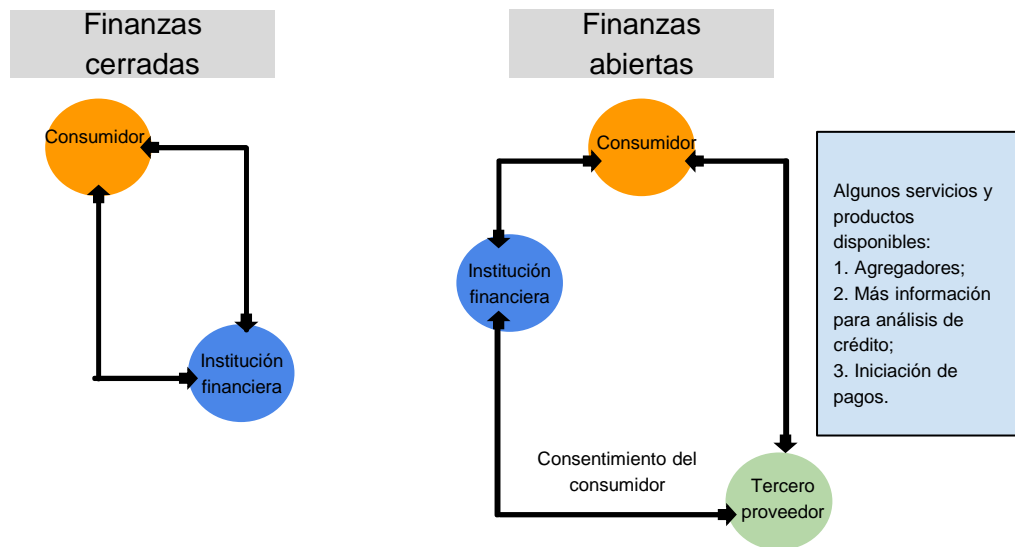 Finanzas
cerradas
Consumidor
Institución
financiera
Finanzas
abiertas
Consumidor
Institución
financiera
Consentimiento del
consumidor
Tercero
proveedor
Algunos servicios y
productos
disponibles:
1. Agregadores;
2. Más información
para análisis de
crédito;
3. Iniciación de
pagos.